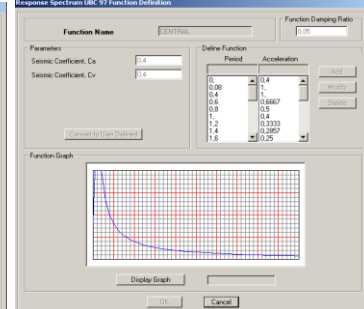 Response Spectrum UBC 97 Function Definition
Function Damping Ratio
Function Name
CENTRAL
0,05
Parameters
Seismic Coefficient, Ca
0,4
Seismic Coefficient, Cv
0,4
Convert to User Defined
Define Function
Period Acceleration
0, 0,4
0,08 1,
0,4 1,
0,6 0,6667
0,8 0,5
1, 0,4
1,2 0,3333
1,4 0,2857
1,6 0,25
Add
Modify
Delete
Function Graph
Display Graph
OK
Cancel